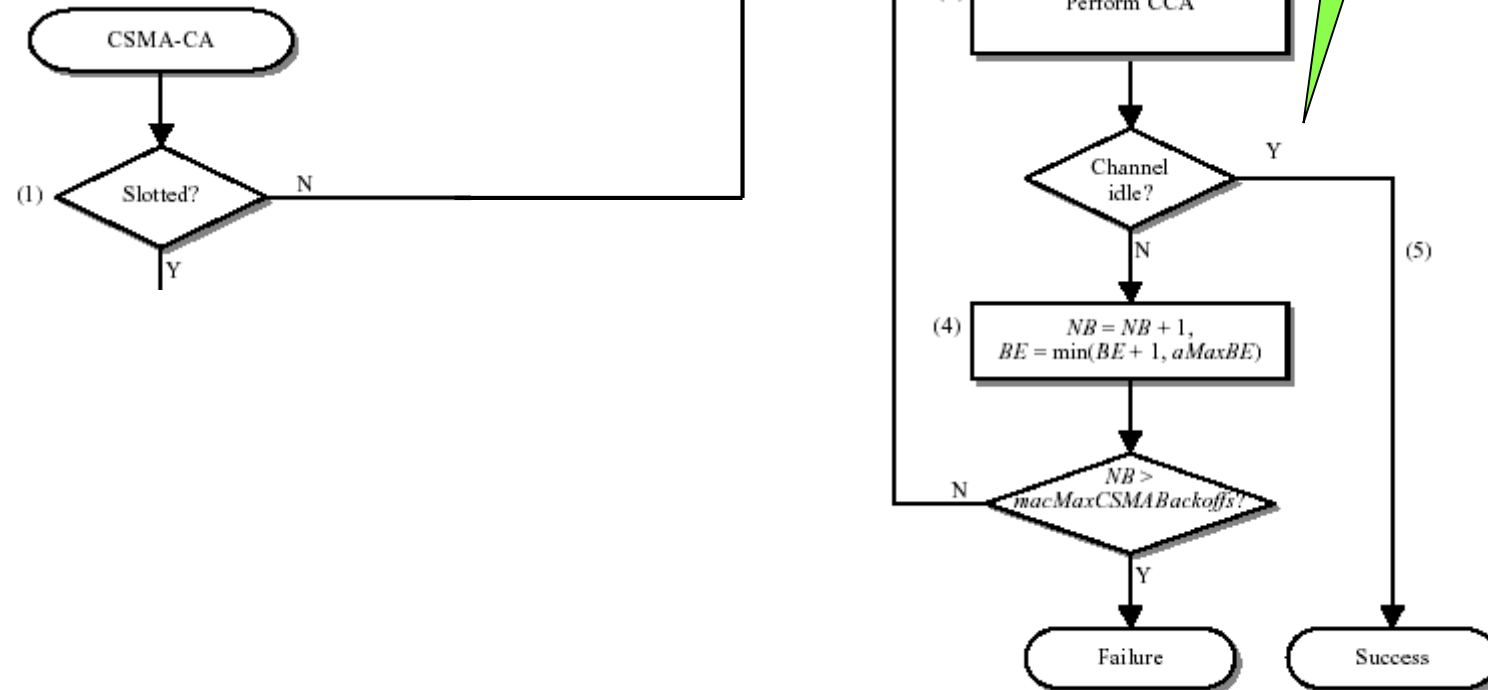 CSMA-CA
(1)
Slotted?
N
Y
Perform CCA
Channel
idle?
Y
N
(5)
(4)
NB = NB + 1,
BE = min(BE + 1, aMaxBE)
NB >
macMaxCSMABackoffs?
N
Y
Failure
Success